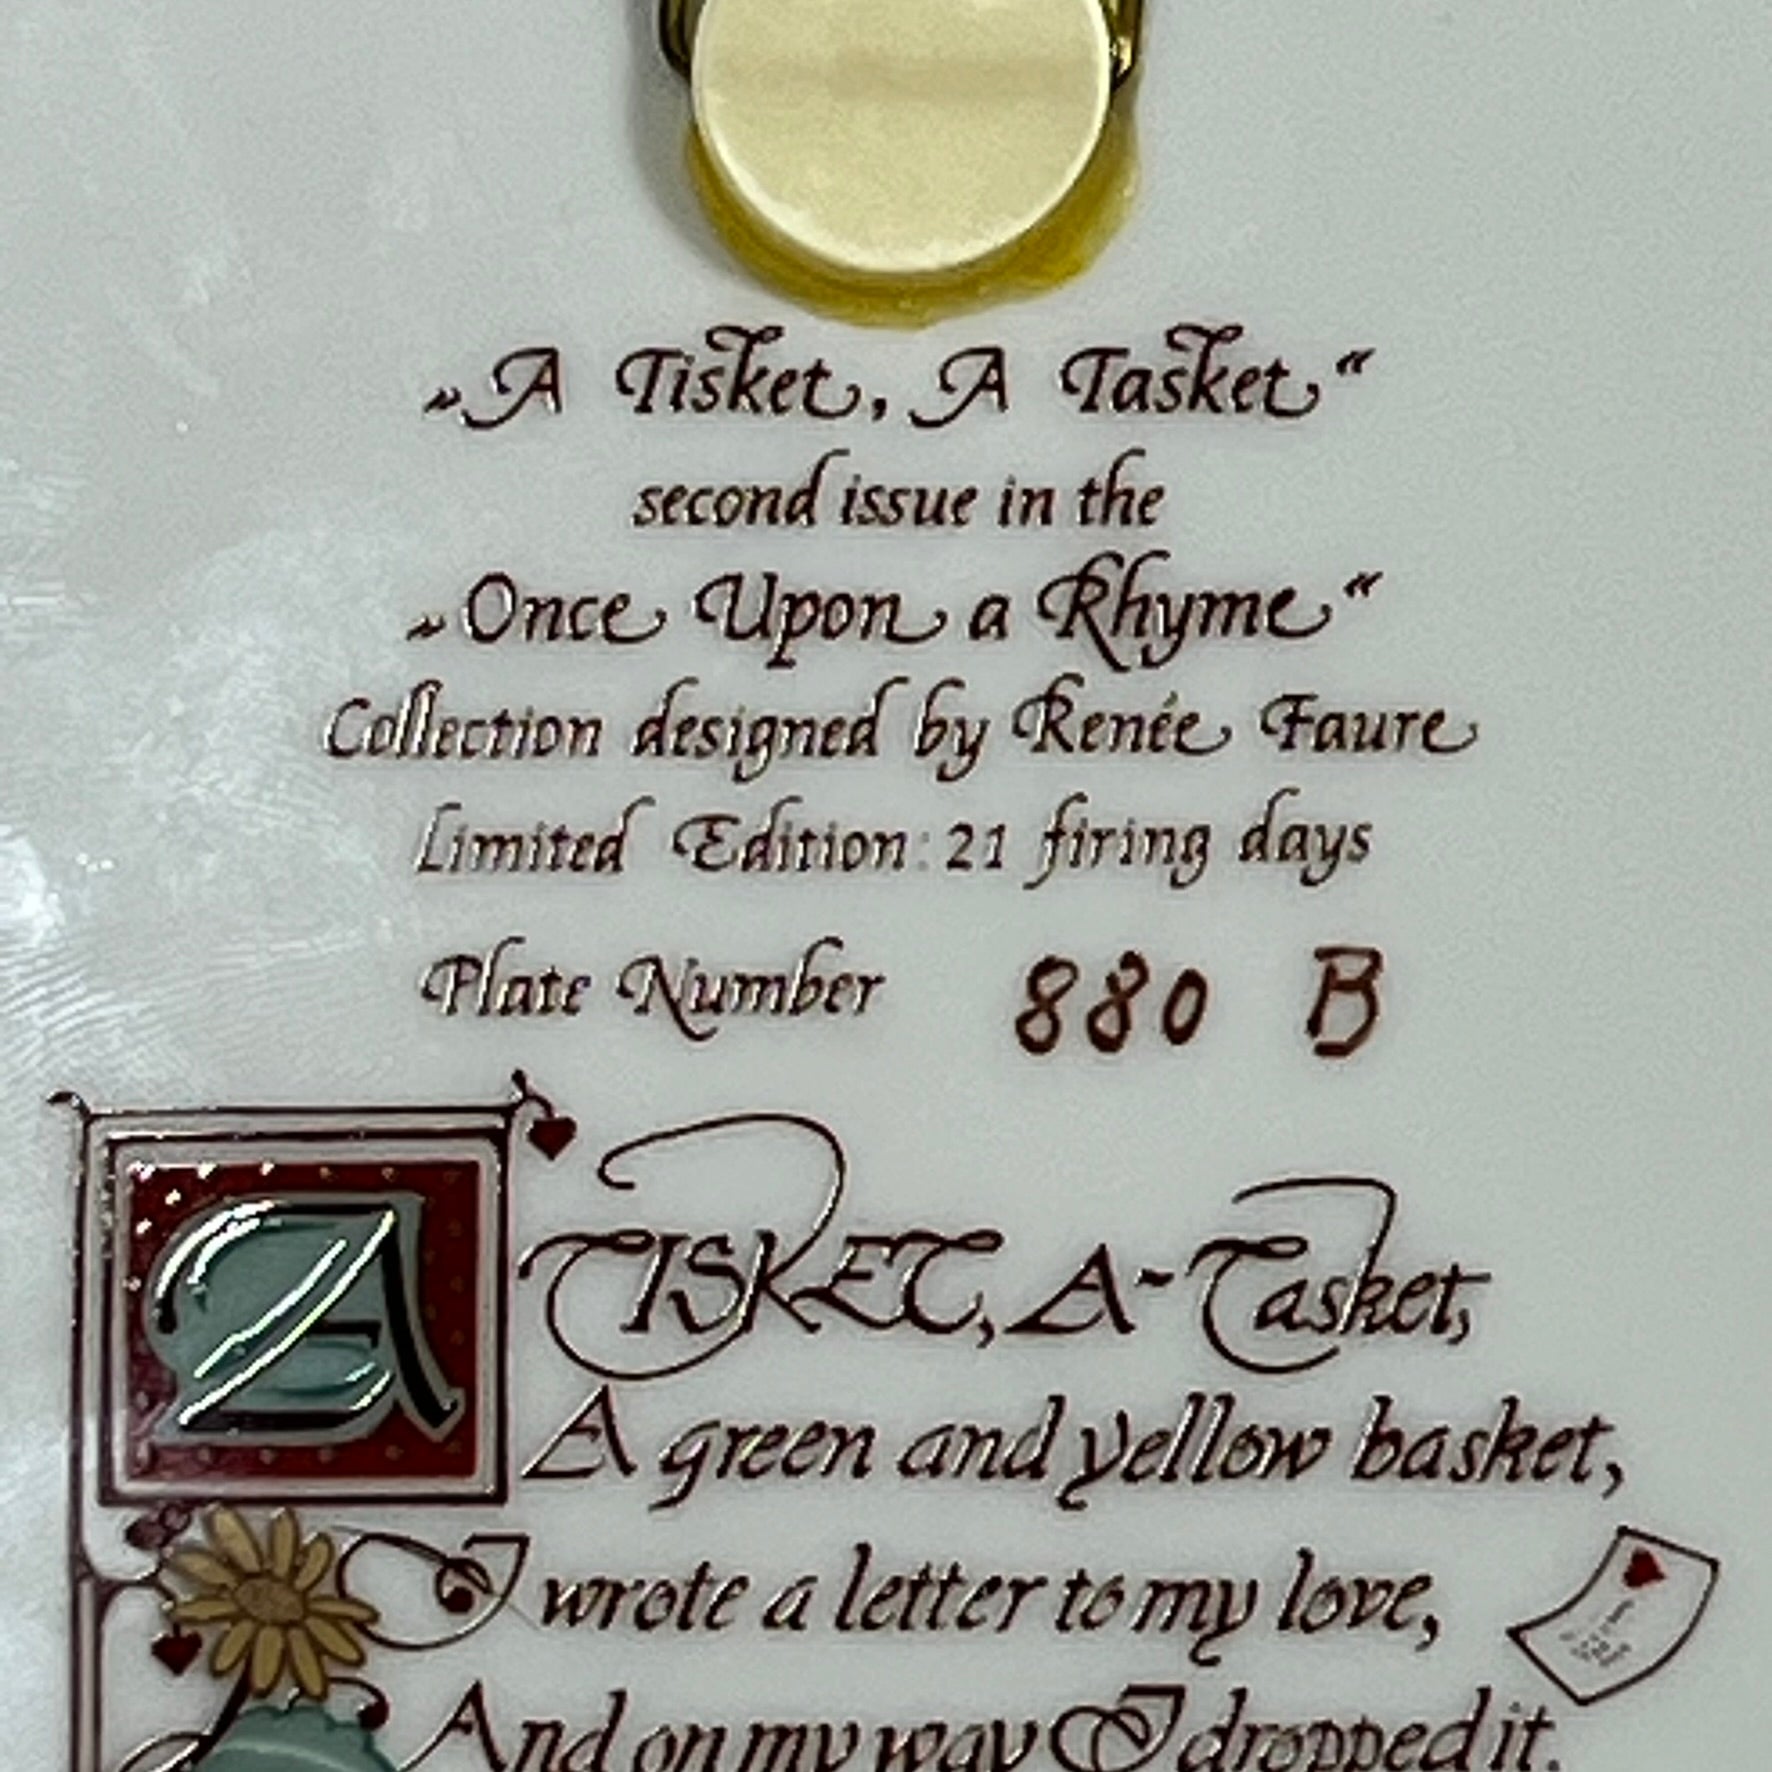 „A Tisket, A Tasket“
second issue in the
„Once Upon a Rhyme“
Collection designed by Renée Faure
Limited Edition: 21 firing days
Plate Number 880 B
A TISKET, A-Tasket,
A green and yellow basket,
I wrote a letter to my love,
And on my way I dropped it.